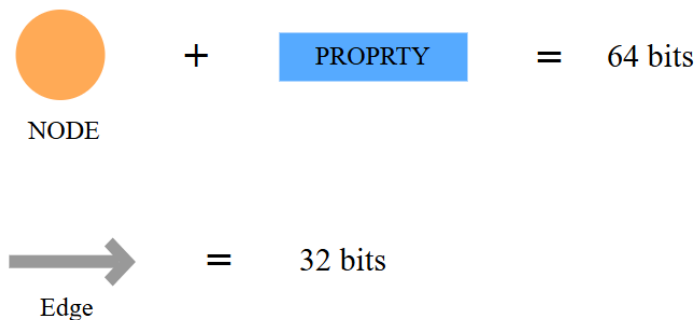 + PROPRTY = 64 bits
NODE
= 32 bits
Edge